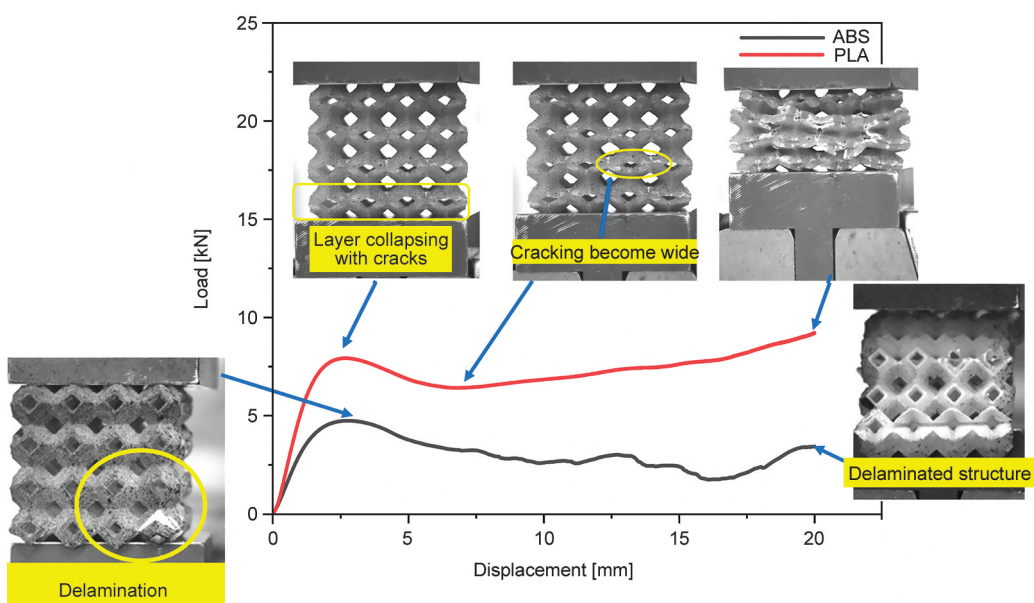 25
20
15
10
5
0
Load [kN]
ABS
PLA
Layer collapsing
with cracks
Cracking become wide
Delaminated structure
Delamination
0
5
10
15
20
Displacement [mm]